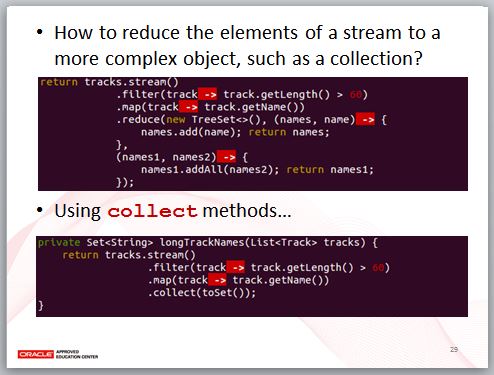 • How to reduce the elements of a stream to a
more complex object, such as a collection?
return tracks.stream()
.filter(track -> track.getLength() > 60)
.map(track -> track.getName())
.reduce(new TreeSet<>(), (names, name) -> {
names.add(name); return names;
},
(names1, names2) -> {
names1.addAll(names2); return names1;
});
• Using collect methods...
private Set<String> longTrackNames(List<Track> tracks) {
return tracks.stream()
.filter(track -> track.getLength() > 60)
.map(track -> track.getName())
.collect(toSet());
}
ORACLE APPROVED
EDUCATION CENTER
29